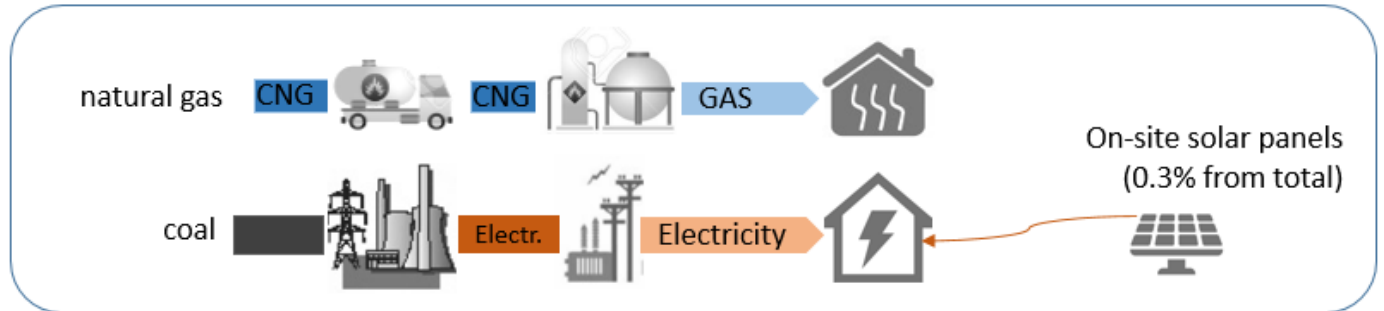 natural gas
CNG
CNG
GAS
On-site solar panels
(0.3% from total)
coal
Electr.
Electricity